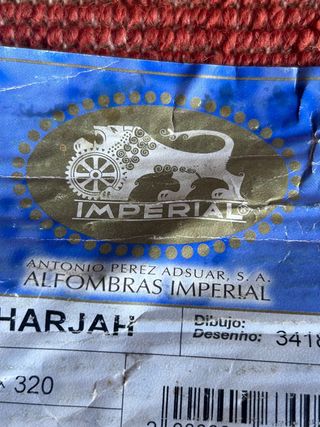 IMPERIAL®
ANTONIO PEREZ ADSUAR, S. A.
ALFOMBRAS IMPERIAL
HARJAH
Dibujo:
Desenho: 3418
320